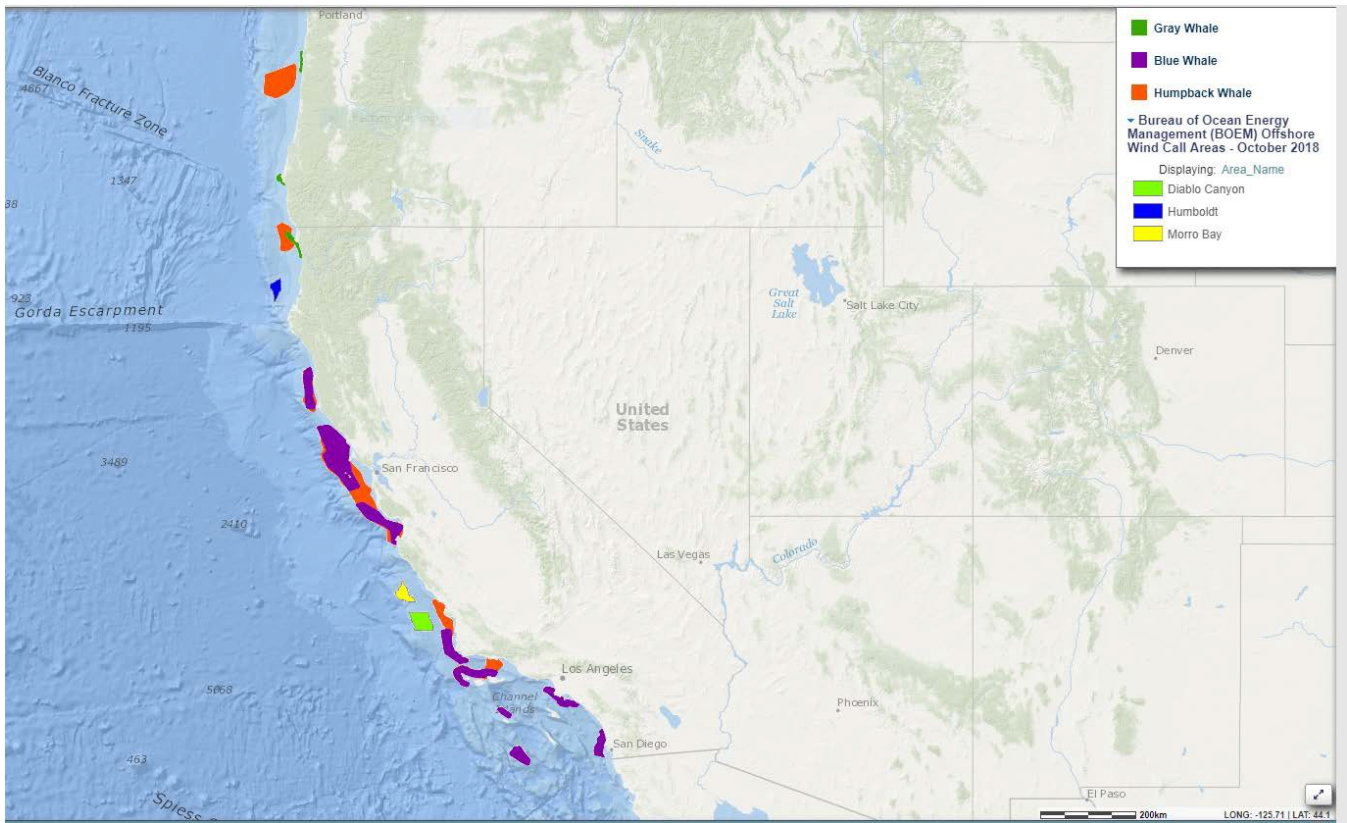 Portland
Blanco Fracture Zone
4667
1347
38
923
Gorda Escarpment
1195
3489
2410
5068
463
Spiess
Snake
Great
Salt
Lake
Salt Lake City
Denver
United
States
San Francisco
Las Vegas
Colorado
Los Angeles
Channel
Islands
San Diego
Phoenix
El Paso
Gray Whale
Blue Whale
Humpback Whale
Bureau of Ocean Energy
Management (BOEM) Offshore
Wind Call Areas - October 2018
Displaying: Area_Name
Diablo Canyon
Humboldt
Morro Bay
200km
LONG: -125.71 | LAT: 44.1